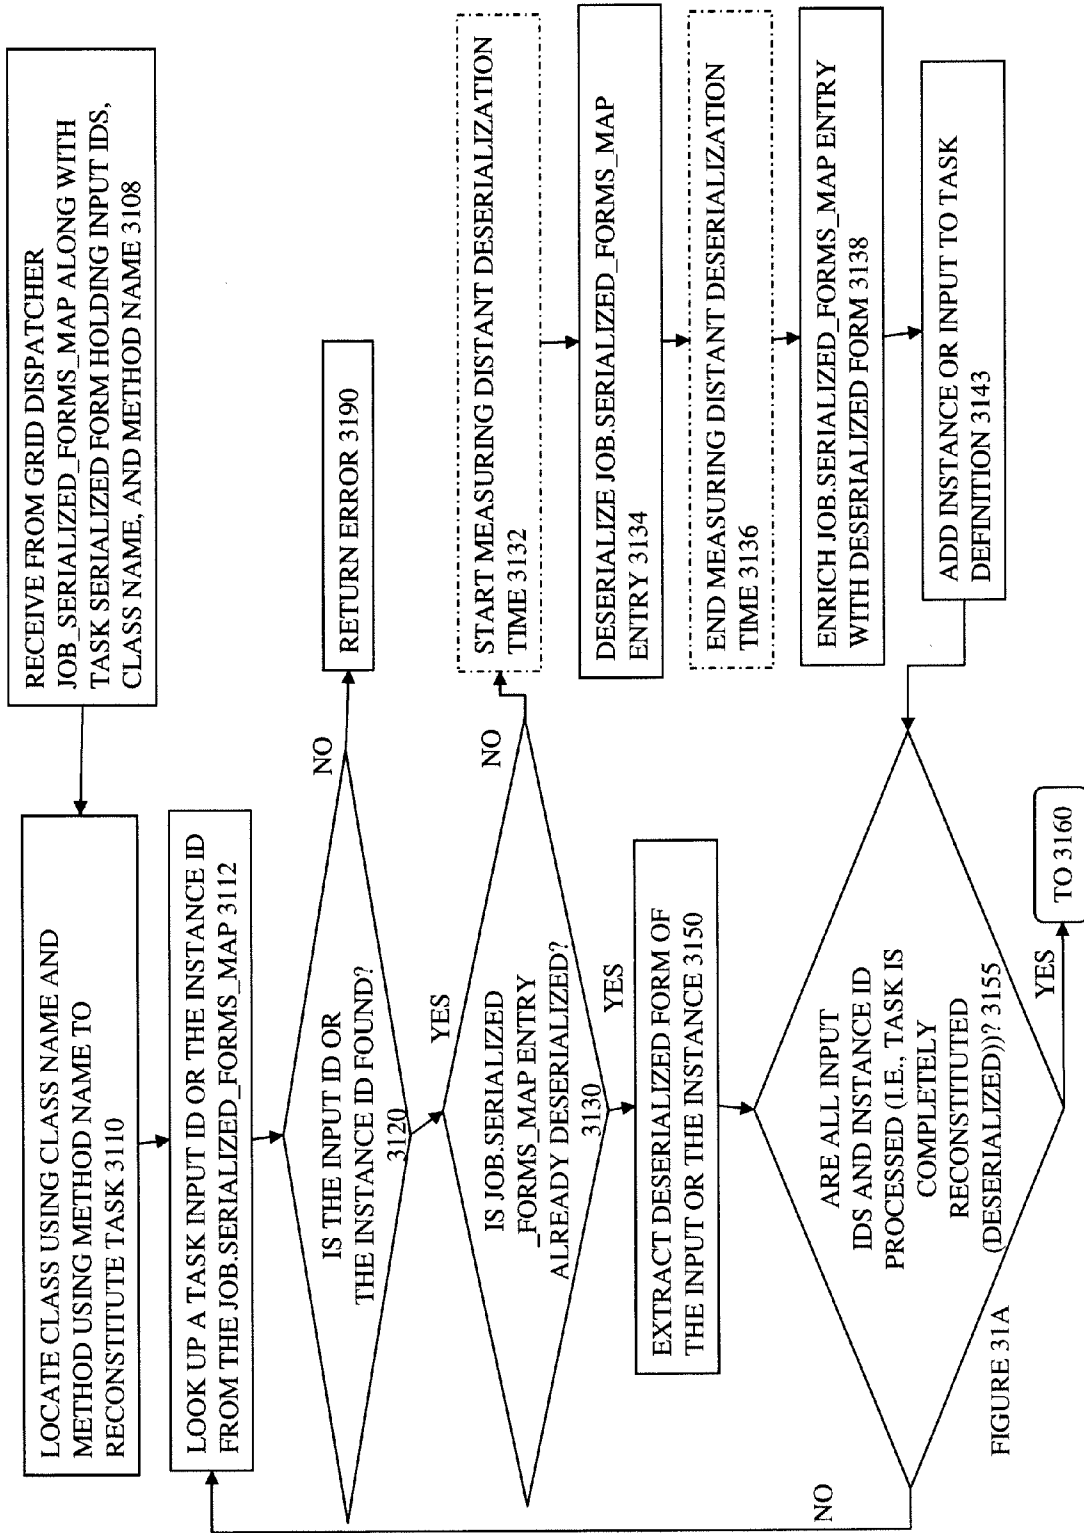 RECEIVE FROM GRID DISPATCHER
JOB_SERIALIZED_FORMS_MAP ALONG WITH
TASK SERIALIZED FORM HOLDING INPUT IDS,
CLASS NAME, AND METHOD NAME 3108
LOCATE CLASS USING CLASS NAME AND
METHOD USING METHOD NAME TO
RECONSTITUTE TASK 3110
LOOK UP A TASK INPUT ID OR THE INSTANCE ID
FROM THE JOB.SERIALIZED_FORMS_MAP 3112
IS THE INPUT ID OR
THE INSTANCE ID FOUND?
3120
NO
RETURN ERROR 3190
YES
IS JOB.SERIALIZED
_FORMS_MAP ENTRY
ALREADY DESERIALIZED?
3130
NO
START MEASURING DISTANT DESERIALIZATION
TIME 3132
DESERIALIZE JOB.SERIALIZED_FORMS_MAP
ENTRY 3134
END MEASURING DISTANT DESERIALIZATION
TIME 3136
ENRICH JOB.SERIALIZED_FORMS_MAP ENTRY
WITH DESERIALIZED FORM 3138
ADD INSTANCE OR INPUT TO TASK
DEFINITION 3143
YES
EXTRACT DESERIALIZED FORM OF
THE INPUT OR THE INSTANCE 3150
ARE ALL INPUT
IDS AND INSTANCE ID
PROCESSED (I.E., TASK IS
COMPLETELY
RECONSTITUTED
(DESERIALIZED))? 3155
NO
YES
TO 3160
FIGURE 31A